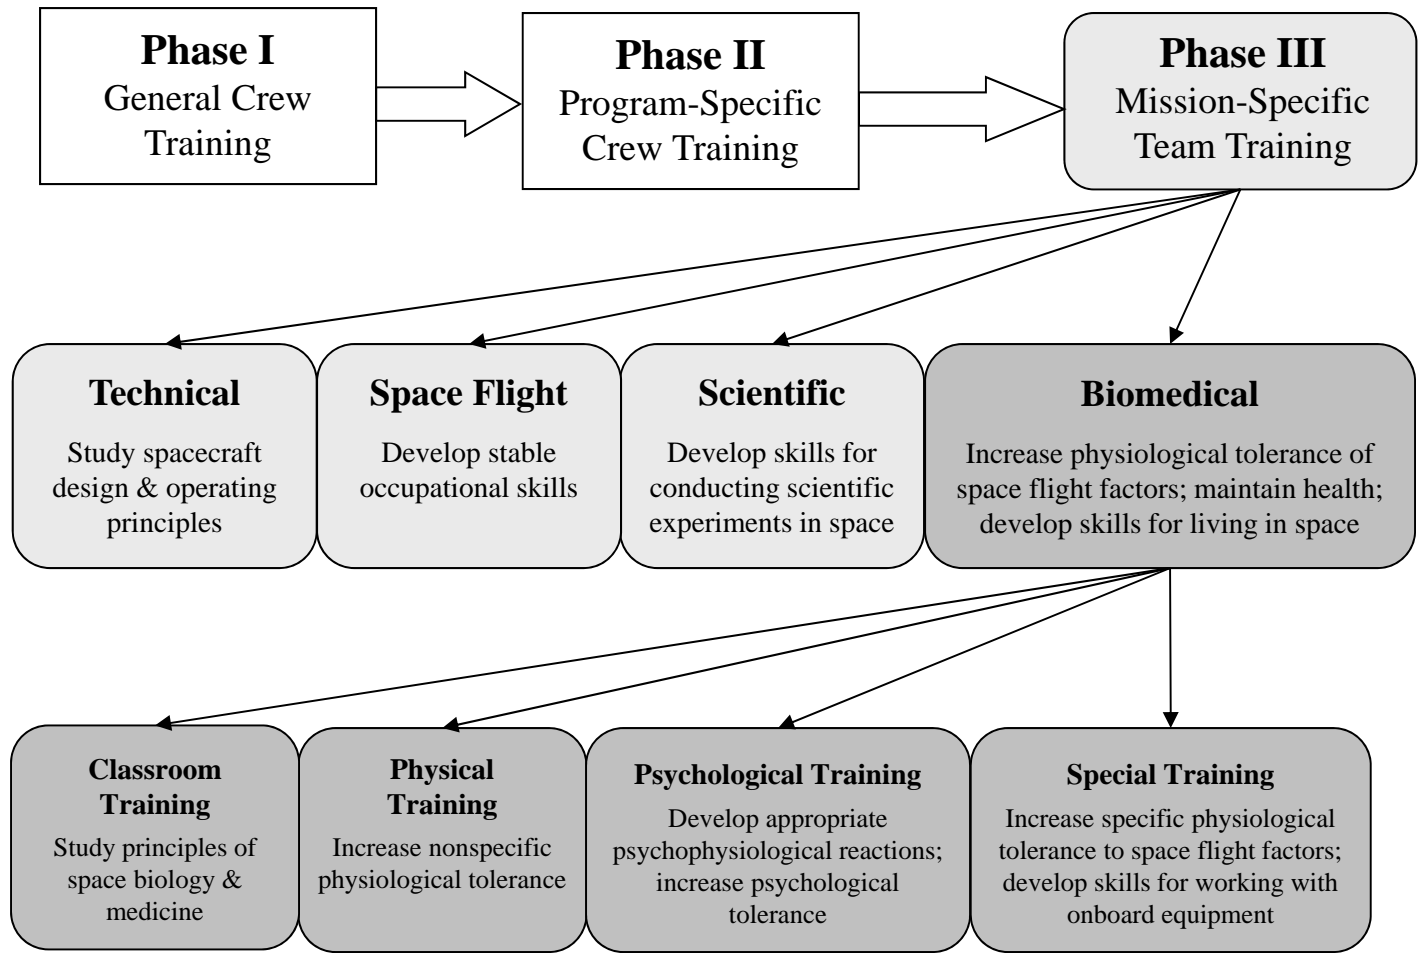 Phase I
General Crew
Training
Phase II
Program-Specific
Crew Training
Phase III
Mission-Specific
Team Training
Technical
Study spacecraft
design & operating
principles
Space Flight
Develop stable
occupational skills
Scientific
Develop skills for
conducting scientific
experiments in space
Biomedical
Increase physiological tolerance of
space flight factors; maintain health;
develop skills for living in space
Classroom
Training
Study principles of
space biology &
medicine
Physical
Training
Increase nonspecific
physiological tolerance
Psychological Training
Develop appropriate
psychophysiological reactions;
increase psychological
tolerance
Special Training
Increase specific physiological
tolerance to space flight factors;
develop skills for working with
onboard equipment